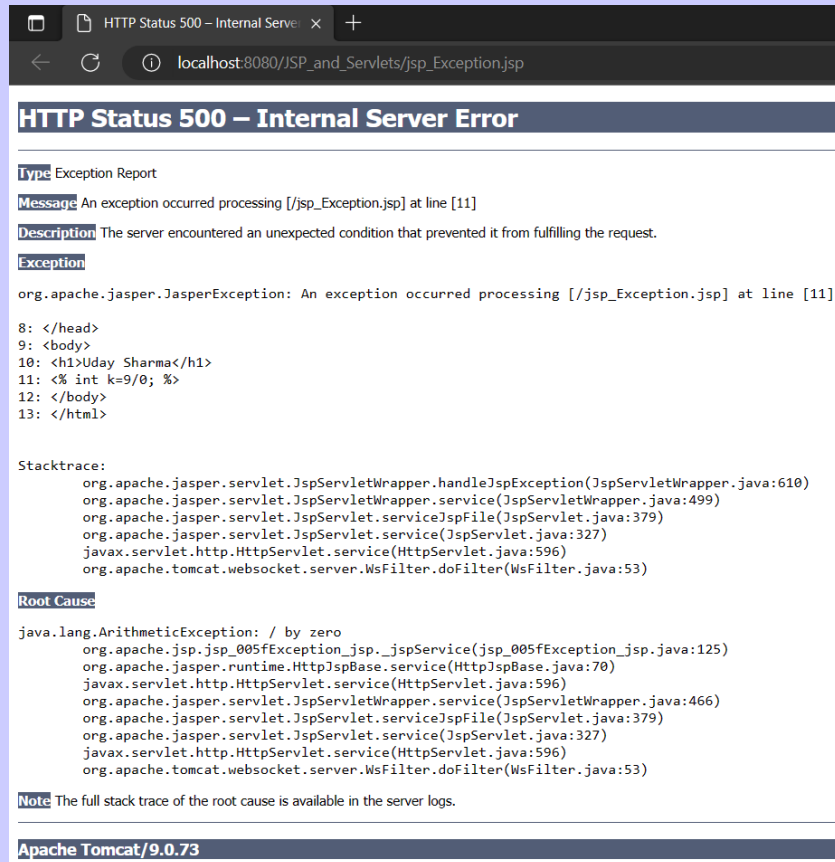 HTTP Status 500 – Internal Server
localhost:8080/JSP_and_Servlets/jsp_Exception.jsp
HTTP Status 500 – Internal Server Error
Type Exception Report
Message An exception occurred processing [/jsp_Exception.jsp] at line [11]
Description The server encountered an unexpected condition that prevented it from fulfilling the request.
Exception
org.apache.jasper.JasperException: An exception occurred processing [/jsp_Exception.jsp] at line [11]
8: </head>
9: <body>
10: <h1>Uday Sharma</h1>
11: <% int k=9/0; %>
12: </body>
13: </html>
Stacktrace:
org.apache.jasper.servlet.JspServletWrapper.handleJspException(JspServletWrapper.java:610)
org.apache.jasper.servlet.JspServletWrapper.service(JspServletWrapper.java:499)
org.apache.jasper.servlet.JspServlet.serviceJspFile(JspServlet.java:379)
org.apache.jasper.servlet.JspServlet.service(JspServlet.java:327)
javax.servlet.http.HttpServlet.service(HttpServlet.java:596)
org.apache.tomcat.websocket.server.WsFilter.doFilter(WsFilter.java:53)
Root Cause
java.lang.ArithmeticException: / by zero
org.apache.jsp.jsp_005fException_jsp._jspService(jsp_005fException_jsp.java:125)
org.apache.jasper.runtime.HttpJspBase.service(HttpJspBase.java:70)
javax.servlet.http.HttpServlet.service(HttpServlet.java:596)
org.apache.jasper.servlet.JspServletWrapper.service(JspServletWrapper.java:466)
org.apache.jasper.servlet.JspServlet.serviceJspFile(JspServlet.java:379)
org.apache.jasper.servlet.JspServlet.service(JspServlet.java:327)
javax.servlet.http.HttpServlet.service(HttpServlet.java:596)
org.apache.tomcat.websocket.server.WsFilter.doFilter(WsFilter.java:53)
Note The full stack trace of the root cause is available in the server logs.
Apache Tomcat/9.0.73